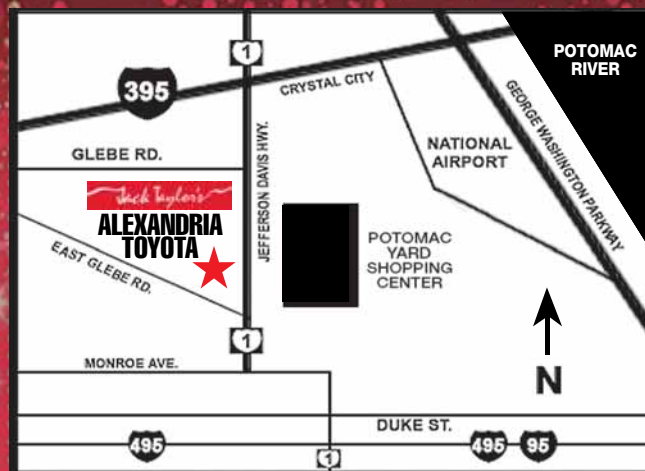 1
POTOMAC
RIVER
395
CRYSTAL CITY
GLEBE RD.
JEFFERSON DAVIS HWY.
NATIONAL
AIRPORT
GEORGE WASHINGTON PARKWAY
Jack Taylor's
ALEXANDRIA
TOYOTA
EAST GLEBE RD.
POTOMAC
YARD
SHOPPING
CENTER
1
MONROE AVE.
N
DUKE ST.
495
495
95
1